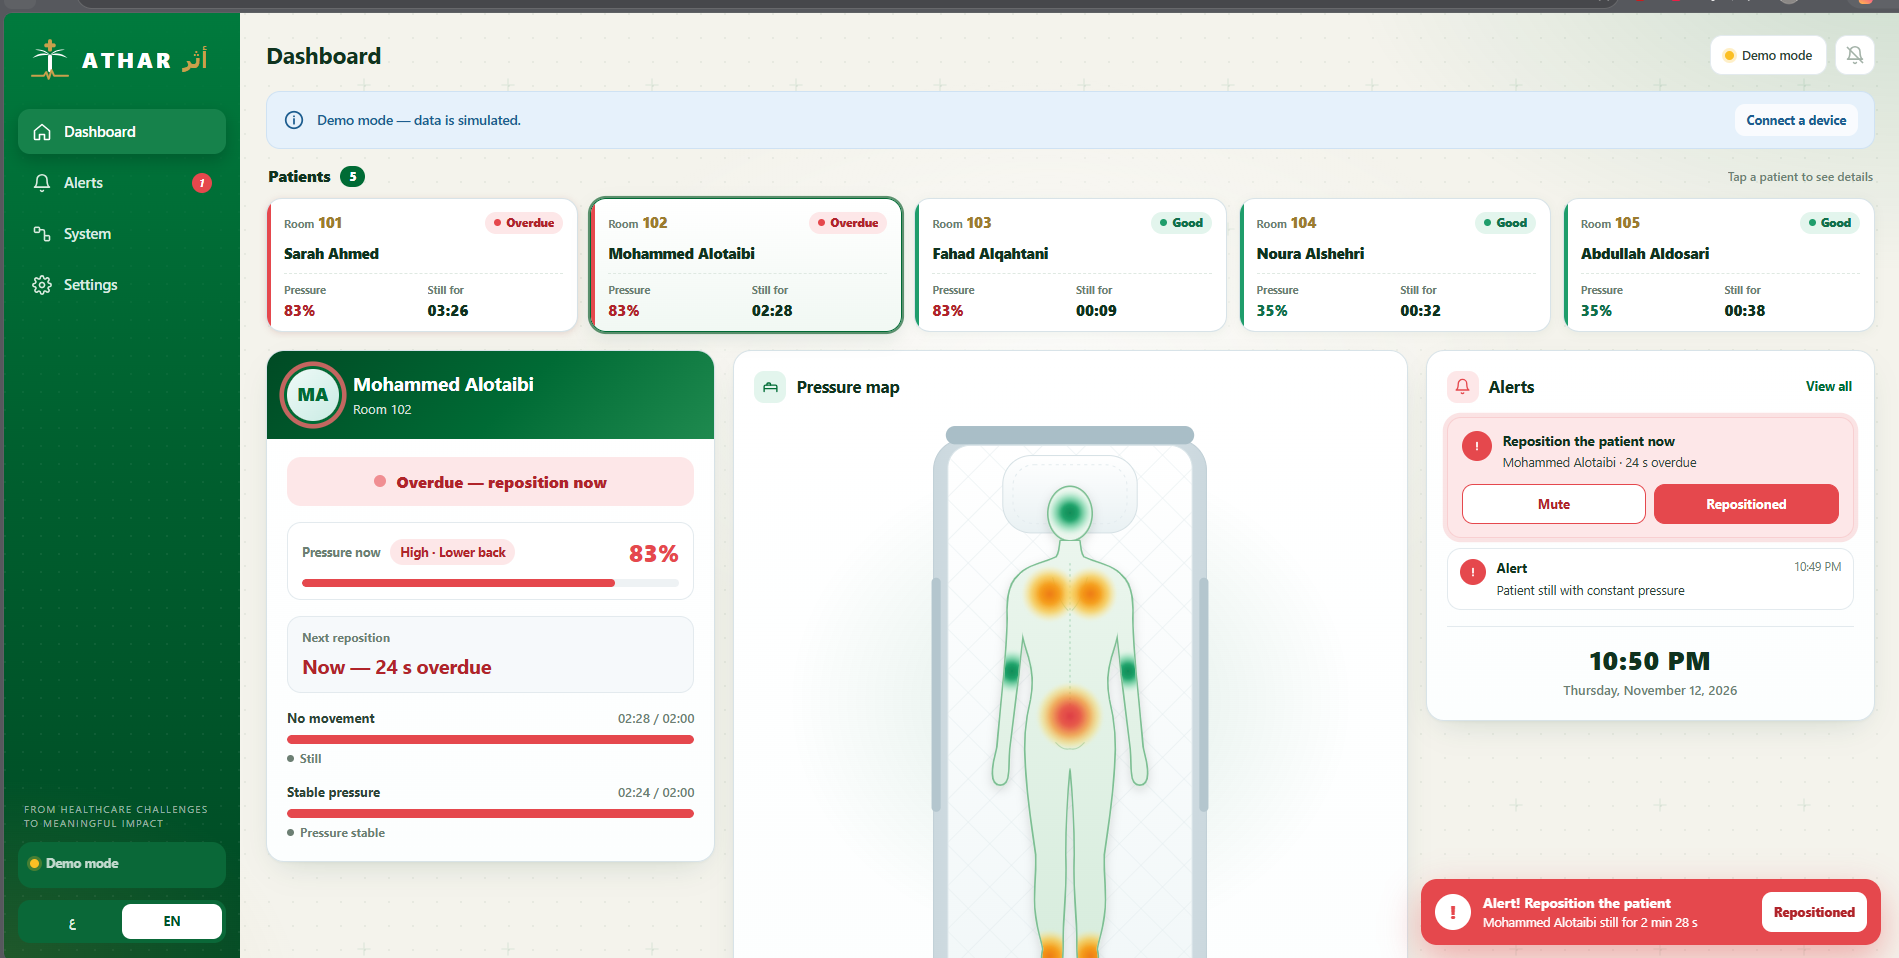 ATHAR أثر
Dashboard
Alerts
1
System
Settings
FROM HEALTHCARE CHALLENGES
TO MEANINGFUL IMPACT
Demo mode
ع
EN
Dashboard
Demo mode
Demo mode — data is simulated.
Connect a device
Patients 5
Tap a patient to see details
Room 101
Overdue
Sarah Ahmed
Pressure
Still for
83%
03:26
Room 102
Overdue
Mohammed Alotaibi
Pressure
Still for
83%
02:28
Room 103
Good
Fahad Alqahtani
Pressure
Still for
83%
00:09
Room 104
Good
Noura Alshehri
Pressure
Still for
35%
00:32
Room 105
Good
Abdullah Aldosari
Pressure
Still for
35%
00:38
MA
Mohammed Alotaibi
Room 102
Overdue — reposition now
Pressure now
High · Lower back
83%
Next reposition
Now — 24 s overdue
No movement
02:28 / 02:00
Still
Stable pressure
02:24 / 02:00
Pressure stable
Pressure map
Alerts
View all
Reposition the patient now
Mohammed Alotaibi · 24 s overdue
Mute
Repositioned
Alert
10:49 PM
Patient still with constant pressure
10:50 PM
Thursday, November 12, 2026
Alert! Reposition the patient
Mohammed Alotaibi still for 2 min 28 s
Repositioned